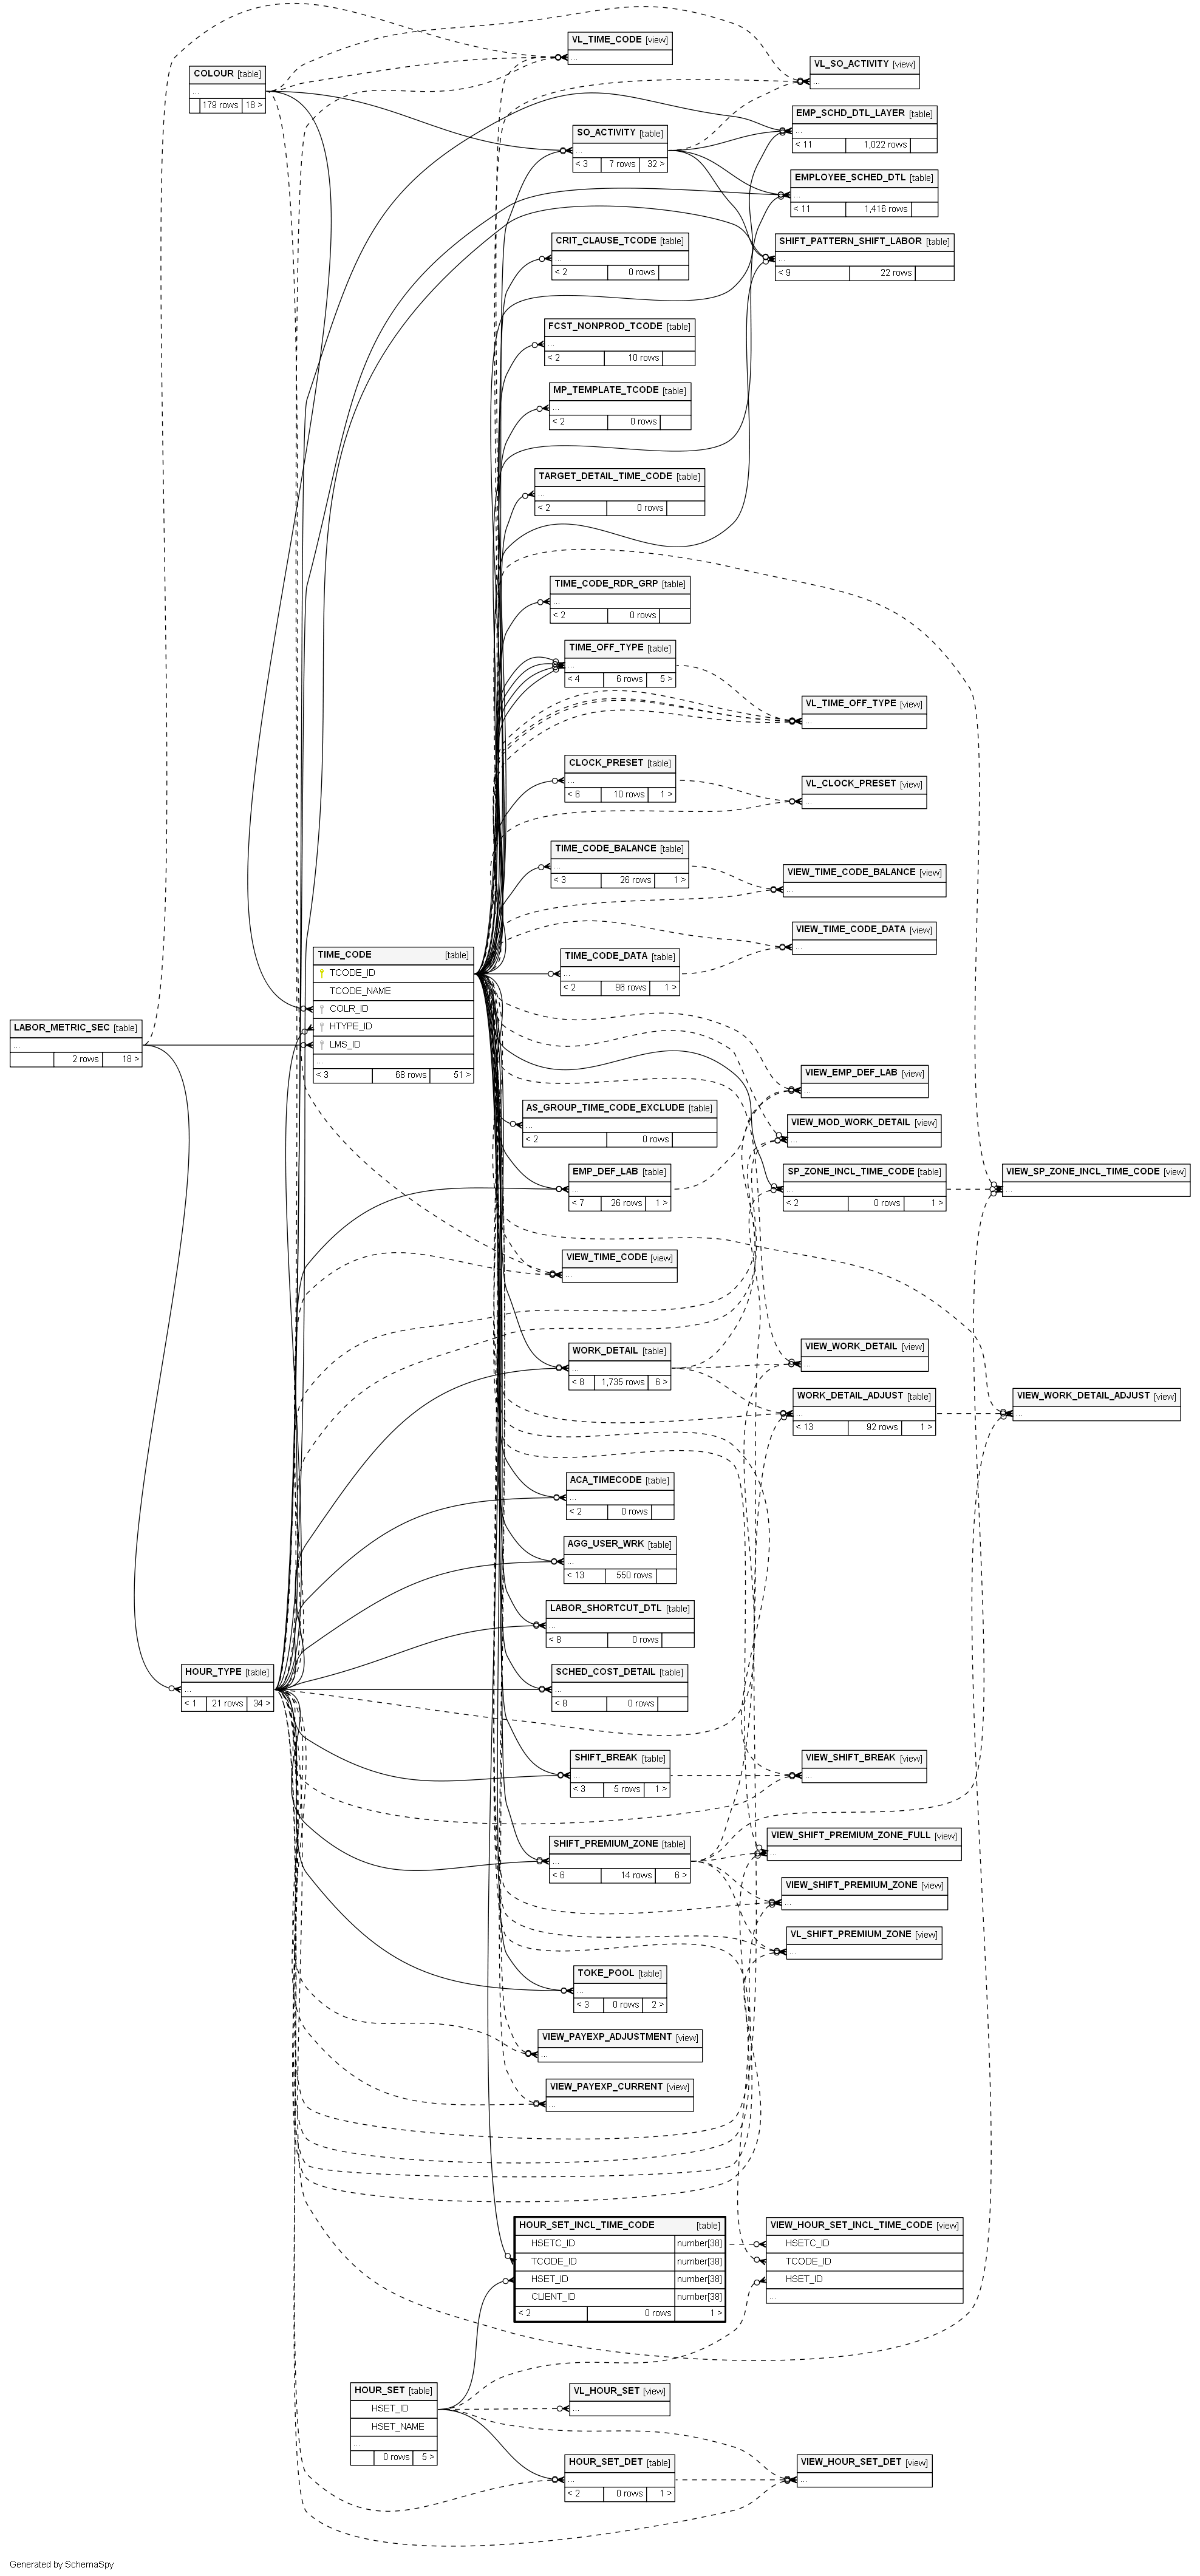 VL_TIME_CODE [view]
...
VL_SO_ACTIVITY [view]
...
COLOUR [table]
...
179 rows 18 >
EMP_SCHD_DTL_LAYER [table]
...
< 11 1,022 rows
SO_ACTIVITY [table]
...
< 3 7 rows 32 >
EMPLOYEE_SCHED_DTL [table]
...
< 11 1,416 rows
CRIT_CLAUSE_TCODE [table]
...
< 2 0 rows
SHIFT_PATTERN_SHIFT_LABOR [table]
...
< 9 22 rows
FCST_NONPROD_TCODE [table]
...
< 2 10 rows
MP_TEMPLATE_TCODE [table]
...
< 2 0 rows
TARGET_DETAIL_TIME_CODE [table]
...
< 2 0 rows
TIME_CODE_RDR_GRP [table]
...
< 2 0 rows
TIME_OFF_TYPE [table]
...
< 4 6 rows 5 >
VL_TIME_OFF_TYPE [view]
...
CLOCK_PRESET [table]
...
< 6 10 rows 1 >
VL_CLOCK_PRESET [view]
...
TIME_CODE_BALANCE [table]
...
< 3 26 rows 1 >
VIEW_TIME_CODE_BALANCE [view]
...
VIEW_TIME_CODE_DATA [view]
...
TIME_CODE [table]
TCODE_ID
TCODE_NAME
COLR_ID
HTYPE_ID
LMS_ID
...
< 3 68 rows 51 >
TIME_CODE_DATA [table]
...
< 2 96 rows 1 >
LABOR_METRIC_SEC [table]
...
2 rows 18 >
VIEW_EMP_DEF_LAB [view]
...
AS_GROUP_TIME_CODE_EXCLUDE [table]
...
< 2 0 rows
VIEW_MOD_WORK_DETAIL [view]
...
EMP_DEF_LAB [table]
...
< 7 26 rows 1 >
SP_ZONE_INCL_TIME_CODE [table]
...
< 2 0 rows 1 >
VIEW_SP_ZONE_INCL_TIME_CODE [view]
...
VIEW_TIME_CODE [view]
...
WORK_DETAIL [table]
...
< 8 1,735 rows 6 >
VIEW_WORK_DETAIL [view]
...
WORK_DETAIL_ADJUST [table]
...
< 13 92 rows 1 >
VIEW_WORK_DETAIL_ADJUST [view]
...
ACA_TIMECODE [table]
...
< 2 0 rows
AGG_USER_WRK [table]
...
< 13 550 rows
LABOR_SHORTCUT_DTL [table]
...
< 8 0 rows
HOUR_TYPE [table]
...
< 1 21 rows 34 >
SCHED_COST_DETAIL [table]
...
< 8 0 rows
SHIFT_BREAK [table]
...
< 3 5 rows 1 >
VIEW_SHIFT_BREAK [view]
...
SHIFT_PREMIUM_ZONE [table]
...
< 6 14 rows 6 >
VIEW_SHIFT_PREMIUM_ZONE_FULL [view]
...
VIEW_SHIFT_PREMIUM_ZONE [view]
...
VL_SHIFT_PREMIUM_ZONE [view]
...
TOKE_POOL [table]
...
< 3 0 rows 2 >
VIEW_PAYEXP_ADJUSTMENT [view]
...
VIEW_PAYEXP_CURRENT [view]
...
HOUR_SET_INCL_TIME_CODE [table]
HSETC_ID number[38]
TCODE_ID number[38]
HSET_ID number[38]
CLIENT_ID number[38]
< 2 0 rows 1 >
VIEW_HOUR_SET_INCL_TIME_CODE [view]
HSETC_ID
TCODE_ID
HSET_ID
...
HOUR_SET [table]
HSET_ID
HSET_NAME
...
0 rows 5 >
VL_HOUR_SET [view]
...
HOUR_SET_DET [table]
...
< 2 0 rows 1 >
VIEW_HOUR_SET_DET [view]
...
Generated by SchemaSpy